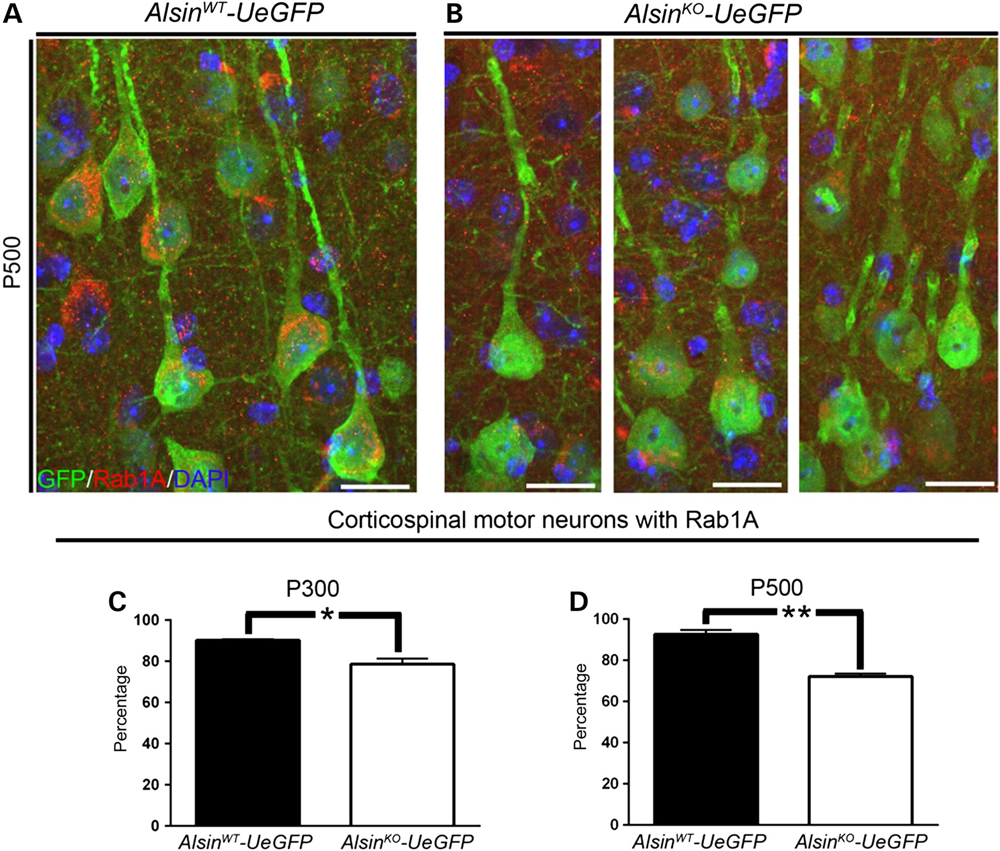 A
Alsin^WT-UeGFP
B
Alsin^KO-UeGFP
P500
GFP/Rab1A/DAPI
Corticospinal motor neurons with Rab1A
C
P300
*
Percentage
100
80
60
40
20
0
Alsin^WT-UeGFP
Alsin^KO-UeGFP
D
P500
**
Percentage
100
80
60
40
20
0
Alsin^WT-UeGFP
Alsin^KO-UeGFP